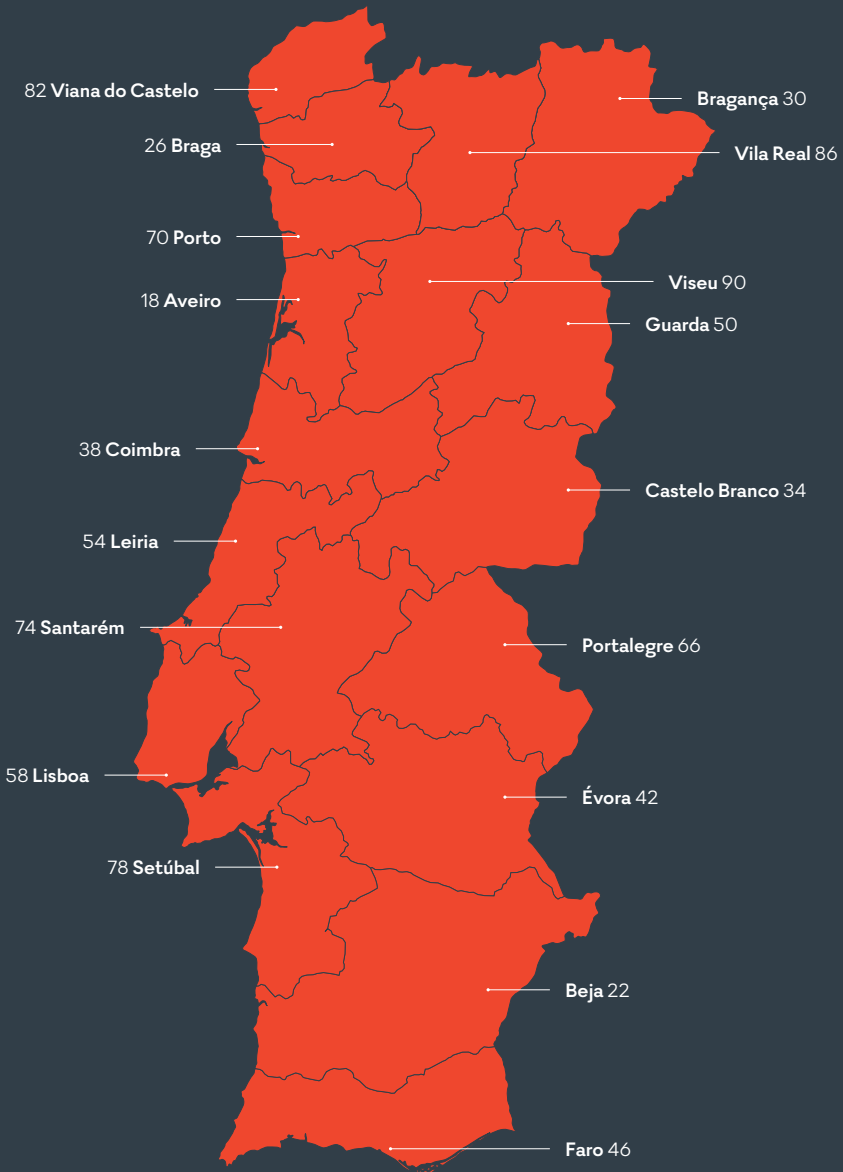 82 Viana do Castelo
Bragança 30
26 Braga
Vila Real 86
70 Porto
Viseu 90
18 Aveiro
Guarda 50
38 Coimbra
Castelo Branco 34
54 Leiria
74 Santarém
Portalegre 66
58 Lisboa
Évora 42
78 Setúbal
Beja 22
Faro 46